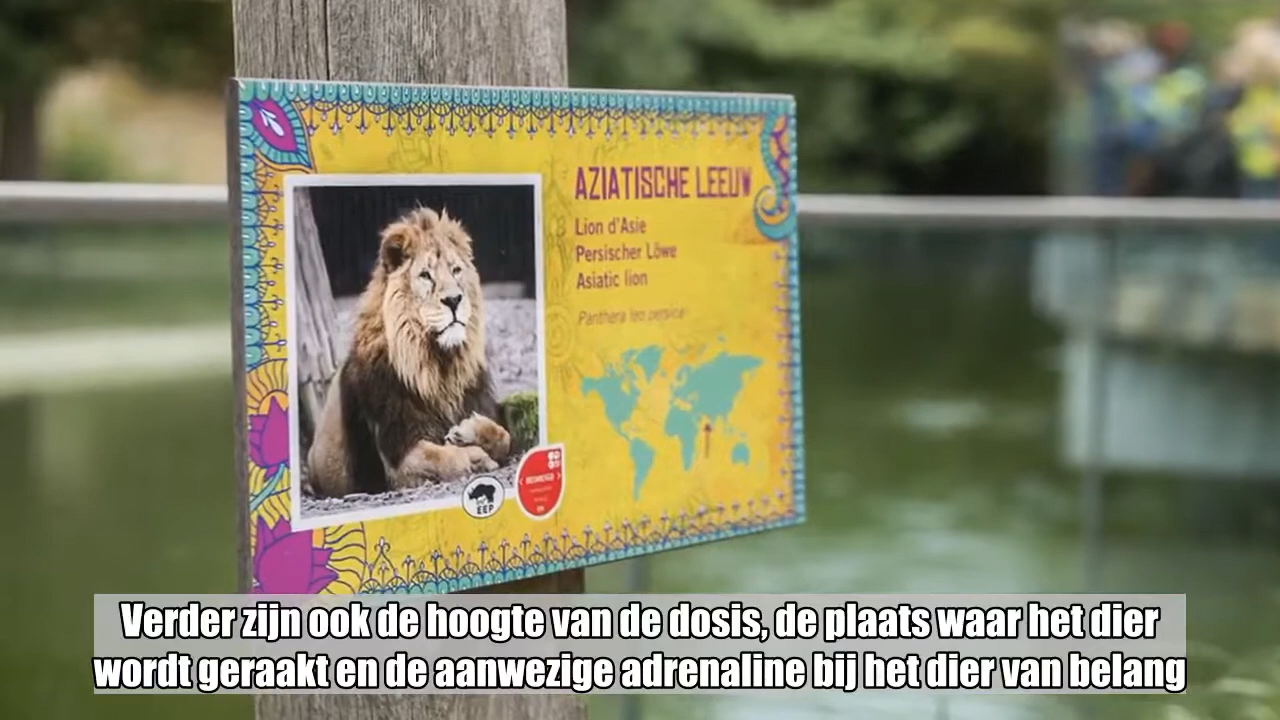 AZIATISCHE LEEUW
Lion d'Asie
Persischer Löwe
Asiatic lion
Panthera leo persica
EEP
BEDREIGD
Verder zijn ook de hoogte van de dosis, de plaats waar het dier
wordt geraakt en de aanwezige adrenaline bij het dier van belang